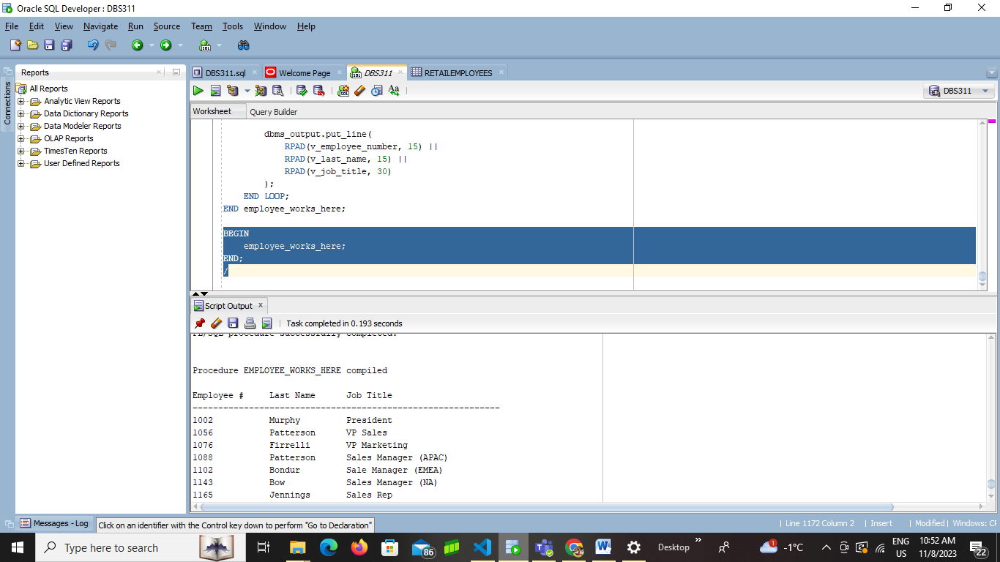 Oracle SQL Developer : DBS311
File Edit View Navigate Run Source Team Tools Window Help
Connections
Reports
All Reports
Analytic View Reports
Data Dictionary Reports
Data Modeler Reports
OLAP Reports
TimesTen Reports
User Defined Reports
DBS311.sql Welcome Page DBS311 RETAILEMPLOYEES
DBS311
Worksheet Query Builder
dbms_output.put_line(
RPAD(v_employee_number, 15) ||
RPAD(v_last_name, 15) ||
RPAD(v_job_title, 30)
);
END LOOP;
END employee_works_here;
BEGIN
employee_works_here;
END;
/
Script Output
Task completed in 0.193 seconds
PL/SQL procedure successfully completed.
Procedure EMPLOYEE_WORKS_HERE compiled
Employee # Last Name Job Title
------------------------------------------------------------
1002 Murphy President
1056 Patterson VP Sales
1076 Firrelli VP Marketing
1088 Patterson Sales Manager (APAC)
1102 Bondur Sale Manager (EMEA)
1143 Bow Sales Manager (NA)
1165 Jennings Sales Rep
Messages - Log
Click on an identifier with the Control key down to perform "Go to Declaration"
| Line 1172 Column 2 | Insert | Modified | Windows: CF
Type here to search
86
Desktop
1
-1°C
ENG
US
10:52 AM
11/8/2023
22